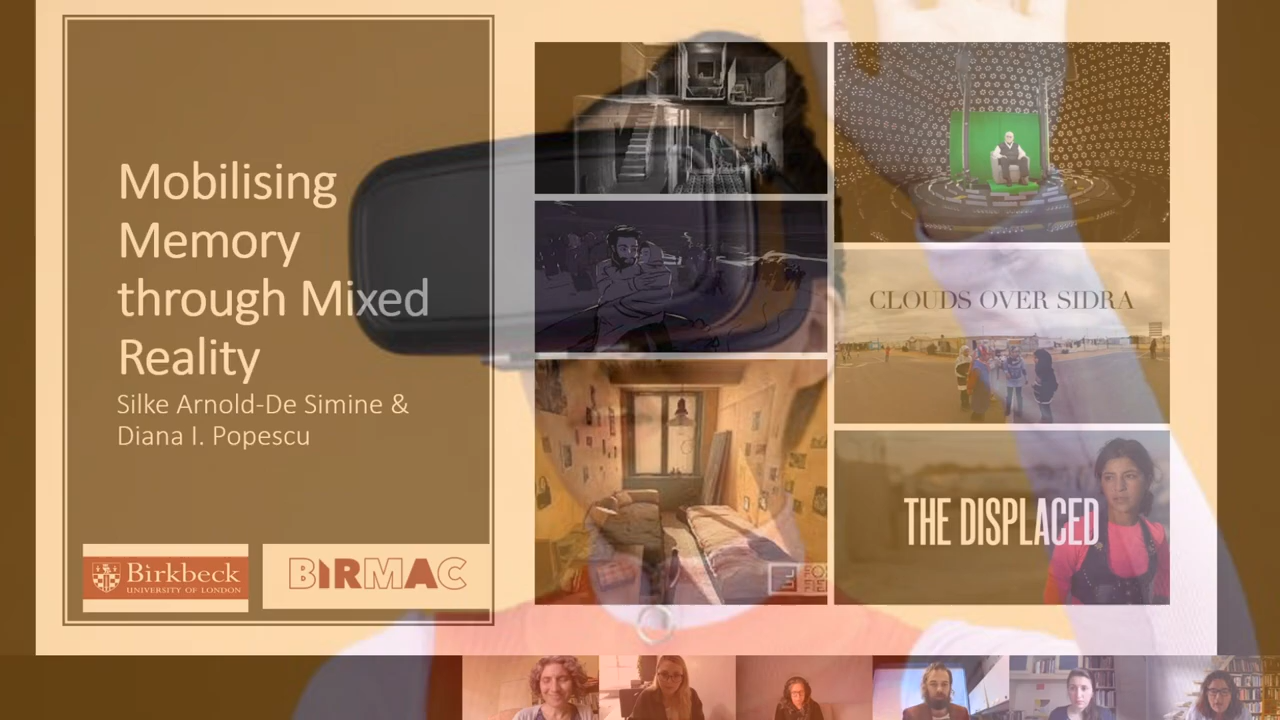 Mobilising
Memory
through Mixed
Reality
Silke Arnold-De Simine &
Diana I. Popescu
Birkbeck
UNIVERSITY OF LONDON
BIRMAC
CLOUDS OVER SIDRA
THE DISPLACED